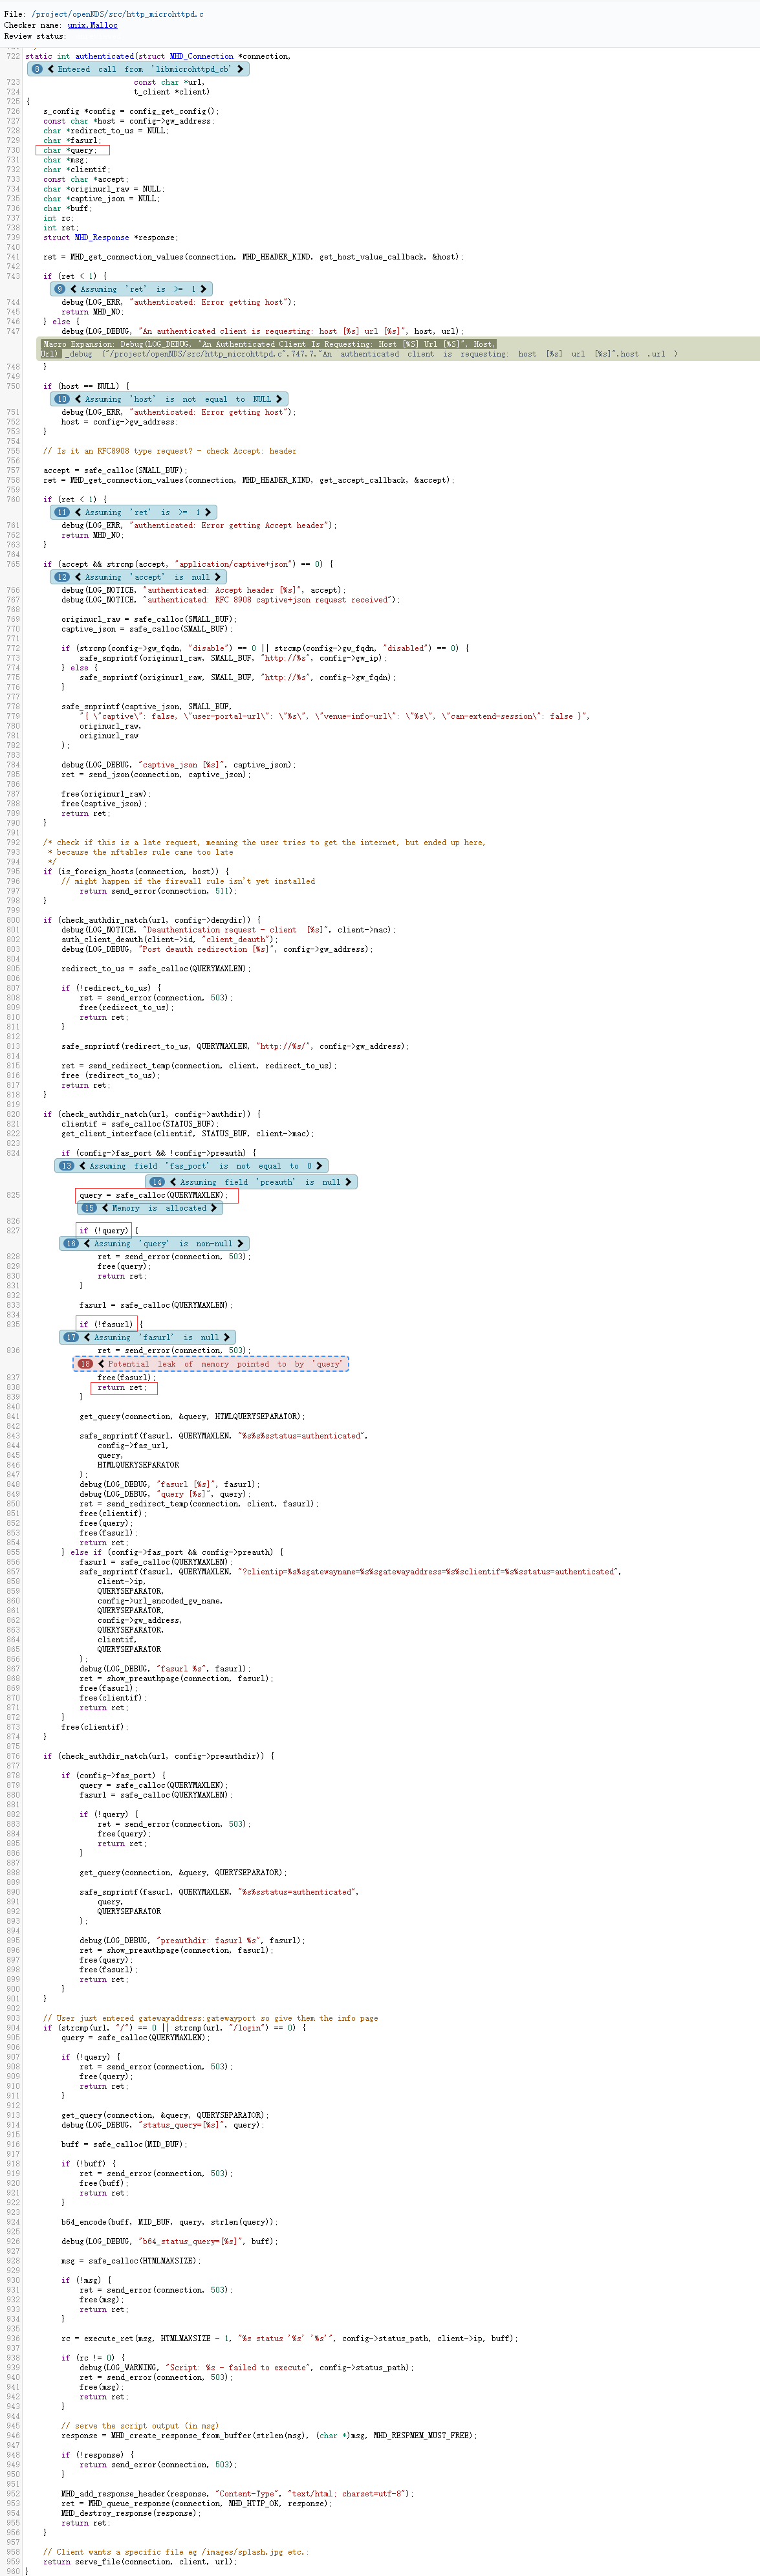 File: /project/openNDS/src/http_microhttpd.c
Checker name: unix.Malloc
Review status:
722 static int authenticated(struct MHD_Connection *connection,
8 Entered call from 'libmicrohttpd_cb'
723 const char *url,
724 t_client *client)
725 {
726 s_config *config = config_get_config();
727 const char *host = config->gw_address;
728 char *redirect_to_us = NULL;
729 char *fasurl;
730 char *query;
731 char *msg;
732 char *clientif;
733 const char *accept;
734 char *originurl_raw = NULL;
735 char *captive_json = NULL;
736 char *buff;
737 int rc;
738 int ret;
739 struct MHD_Response *response;
740
741 ret = MHD_get_connection_values(connection, MHD_HEADER_KIND, get_host_value_callback, &host);
742
743 if (ret < 1) {
9 Assuming 'ret' is >= 1
744 debug(LOG_ERR, "authenticated: Error getting host");
745 return MHD_NO;
746 } else {
747 debug(LOG_DEBUG, "An authenticated client is requesting: host [%s] url [%s]", host, url);
Macro Expansion: Debug(LOG_DEBUG, "An Authenticated Client Is Requesting: Host [%S] Url [%S]", Host,
Url) _debug ("/project/openNDS/src/http_microhttpd.c",747,7,"An authenticated client is requesting: host [%s] url [%s]",host ,url )
748 }
749
750 if (host == NULL) {
10 Assuming 'host' is not equal to NULL
751 debug(LOG_ERR, "authenticated: Error getting host");
752 host = config->gw_address;
753 }
754
755 // Is it an RFC8908 type request? - check Accept: header
756
757 accept = safe_calloc(SMALL_BUF);
758 ret = MHD_get_connection_values(connection, MHD_HEADER_KIND, get_accept_callback, &accept);
759
760 if (ret < 1) {
11 Assuming 'ret' is >= 1
761 debug(LOG_ERR, "authenticated: Error getting Accept header");
762 return MHD_NO;
763 }
764
765 if (accept && strcmp(accept, "application/captive+json") == 0) {
12 Assuming 'accept' is null
766 debug(LOG_NOTICE, "authenticated: Accept header [%s]", accept);
767 debug(LOG_NOTICE, "authenticated: RFC 8908 captive+json request received");
768
769 originurl_raw = safe_calloc(SMALL_BUF);
770 captive_json = safe_calloc(SMALL_BUF);
771
772 if (strcmp(config->gw_fqdn, "disable") == 0 || strcmp(config->gw_fqdn, "disabled") == 0) {
773 safe_snprintf(originurl_raw, SMALL_BUF, "http://%s", config->gw_ip);
774 } else {
775 safe_snprintf(originurl_raw, SMALL_BUF, "http://%s", config->gw_fqdn);
776 }
777
778 safe_snprintf(captive_json, SMALL_BUF,
779 "{ \"captive\": false, \"user-portal-url\": \"%s\", \"venue-info-url\": \"%s\", \"can-extend-session\": false }",
780 originurl_raw,
781 originurl_raw
782 );
783
784 debug(LOG_DEBUG, "captive_json [%s]", captive_json);
785 ret = send_json(connection, captive_json);
786
787 free(originurl_raw);
788 free(captive_json);
789 return ret;
790 }
791
792 /* check if this is a late request, meaning the user tries to get the internet, but ended up here,
793 * because the nftables rule came too late
794 */
795 if (is_foreign_hosts(connection, host)) {
796 // might happen if the firewall rule isn't yet installed
797 return send_error(connection, 511);
798 }
799
800 if (check_authdir_match(url, config->denydir)) {
801 debug(LOG_NOTICE, "Deauthentication request - client [%s]", client->mac);
802 auth_client_deauth(client->id, "client_deauth");
803 debug(LOG_DEBUG, "Post deauth redirection [%s]", config->gw_address);
804
805 redirect_to_us = safe_calloc(QUERYMAXLEN);
806
807 if (!redirect_to_us) {
808 ret = send_error(connection, 503);
809 free(redirect_to_us);
810 return ret;
811 }
812
813 safe_snprintf(redirect_to_us, QUERYMAXLEN, "http://%s/", config->gw_address);
814
815 ret = send_redirect_temp(connection, client, redirect_to_us);
816 free (redirect_to_us);
817 return ret;
818 }
819
820 if (check_authdir_match(url, config->authdir)) {
821 clientif = safe_calloc(STATUS_BUF);
822 get_client_interface(clientif, STATUS_BUF, client->mac);
823
824 if (config->fas_port && !config->preauth) {
13 Assuming field 'fas_port' is not equal to 0
14 Assuming field 'preauth' is null
825 query = safe_calloc(QUERYMAXLEN);
15 Memory is allocated
826
827 if (!query) {
16 Assuming 'query' is non-null
828 ret = send_error(connection, 503);
829 free(query);
830 return ret;
831 }
832
833 fasurl = safe_calloc(QUERYMAXLEN);
834
835 if (!fasurl) {
17 Assuming 'fasurl' is null
836 ret = send_error(connection, 503);
18 Potential leak of memory pointed to by 'query'
837 free(fasurl);
838 return ret;
839 }
840
841 get_query(connection, &query, HTMLQUERYSEPARATOR);
842
843 safe_snprintf(fasurl, QUERYMAXLEN, "%s%s%sstatus=authenticated",
844 config->fas_url,
845 query,
846 HTMLQUERYSEPARATOR
847 );
848 debug(LOG_DEBUG, "fasurl [%s]", fasurl);
849 debug(LOG_DEBUG, "query [%s]", query);
850 ret = send_redirect_temp(connection, client, fasurl);
851 free(clientif);
852 free(query);
853 free(fasurl);
854 return ret;
855 } else if (config->fas_port && config->preauth) {
856 fasurl = safe_calloc(QUERYMAXLEN);
857 safe_snprintf(fasurl, QUERYMAXLEN, "?clientip=%s%sgatewayname=%s%sgatewayaddress=%s%sclientif=%s%sstatus=authenticated",
858 client->ip,
859 QUERYSEPARATOR,
860 config->url_encoded_gw_name,
861 QUERYSEPARATOR,
862 config->gw_address,
863 QUERYSEPARATOR,
864 clientif,
865 QUERYSEPARATOR
866 );
867 debug(LOG_DEBUG, "fasurl %s", fasurl);
868 ret = show_preauthpage(connection, fasurl);
869 free(fasurl);
870 free(clientif);
871 return ret;
872 }
873 free(clientif);
874 }
875
876 if (check_authdir_match(url, config->preauthdir)) {
877
878 if (config->fas_port) {
879 query = safe_calloc(QUERYMAXLEN);
880 fasurl = safe_calloc(QUERYMAXLEN);
881
882 if (!query) {
883 ret = send_error(connection, 503);
884 free(query);
885 return ret;
886 }
887
888 get_query(connection, &query, QUERYSEPARATOR);
889
890 safe_snprintf(fasurl, QUERYMAXLEN, "%s%sstatus=authenticated",
891 query,
892 QUERYSEPARATOR
893 );
894
895 debug(LOG_DEBUG, "preauthdir: fasurl %s", fasurl);
896 ret = show_preauthpage(connection, fasurl);
897 free(query);
898 free(fasurl);
899 return ret;
900 }
901 }
902
903 // User just entered gatewayaddress:gatewayport so give them the info page
904 if (strcmp(url, "/") == 0 || strcmp(url, "/login") == 0) {
905 query = safe_calloc(QUERYMAXLEN);
906
907 if (!query) {
908 ret = send_error(connection, 503);
909 free(query);
910 return ret;
911 }
912
913 get_query(connection, &query, QUERYSEPARATOR);
914 debug(LOG_DEBUG, "status_query=[%s]", query);
915
916 buff = safe_calloc(MID_BUF);
917
918 if (!buff) {
919 ret = send_error(connection, 503);
920 free(buff);
921 return ret;
922 }
923
924 b64_encode(buff, MID_BUF, query, strlen(query));
925
926 debug(LOG_DEBUG, "b64_status_query=[%s]", buff);
927
928 msg = safe_calloc(HTMLMAXSIZE);
929
930 if (!msg) {
931 ret = send_error(connection, 503);
932 free(msg);
933 return ret;
934 }
935
936 rc = execute_ret(msg, HTMLMAXSIZE - 1, "%s status '%s' '%s'", config->status_path, client->ip, buff);
937
938 if (rc != 0) {
939 debug(LOG_WARNING, "Script: %s - failed to execute", config->status_path);
940 ret = send_error(connection, 503);
941 free(msg);
942 return ret;
943 }
944
945 // serve the script output (in msg)
946 response = MHD_create_response_from_buffer(strlen(msg), (char *)msg, MHD_RESPMEM_MUST_FREE);
947
948 if (!response) {
949 return send_error(connection, 503);
950 }
951
952 MHD_add_response_header(response, "Content-Type", "text/html; charset=utf-8");
953 ret = MHD_queue_response(connection, MHD_HTTP_OK, response);
954 MHD_destroy_response(response);
955 return ret;
956 }
957
958 // Client wants a specific file eg /images/splash.jpg etc.:
959 return serve_file(connection, client, url);
960 }